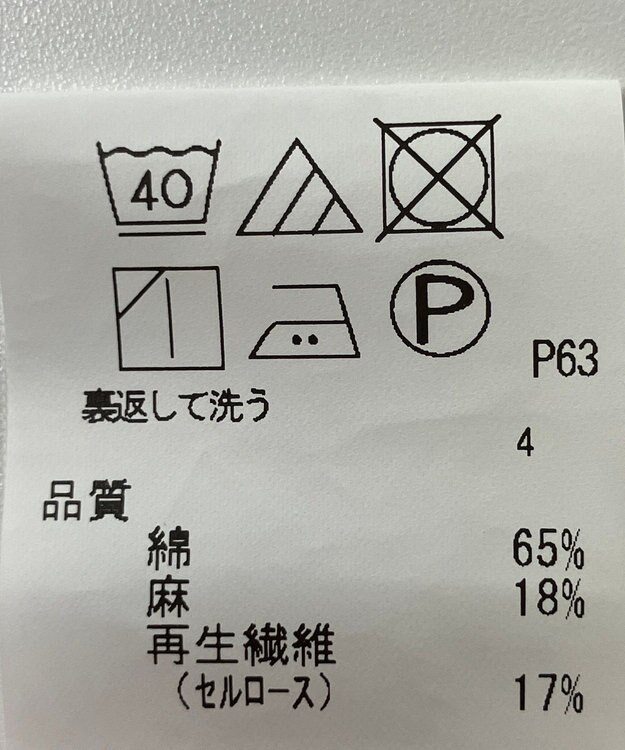 40
P
P63
裏返して洗う
4
品質
綿 65%
麻 18%
再生繊維
(セルロース) 17%